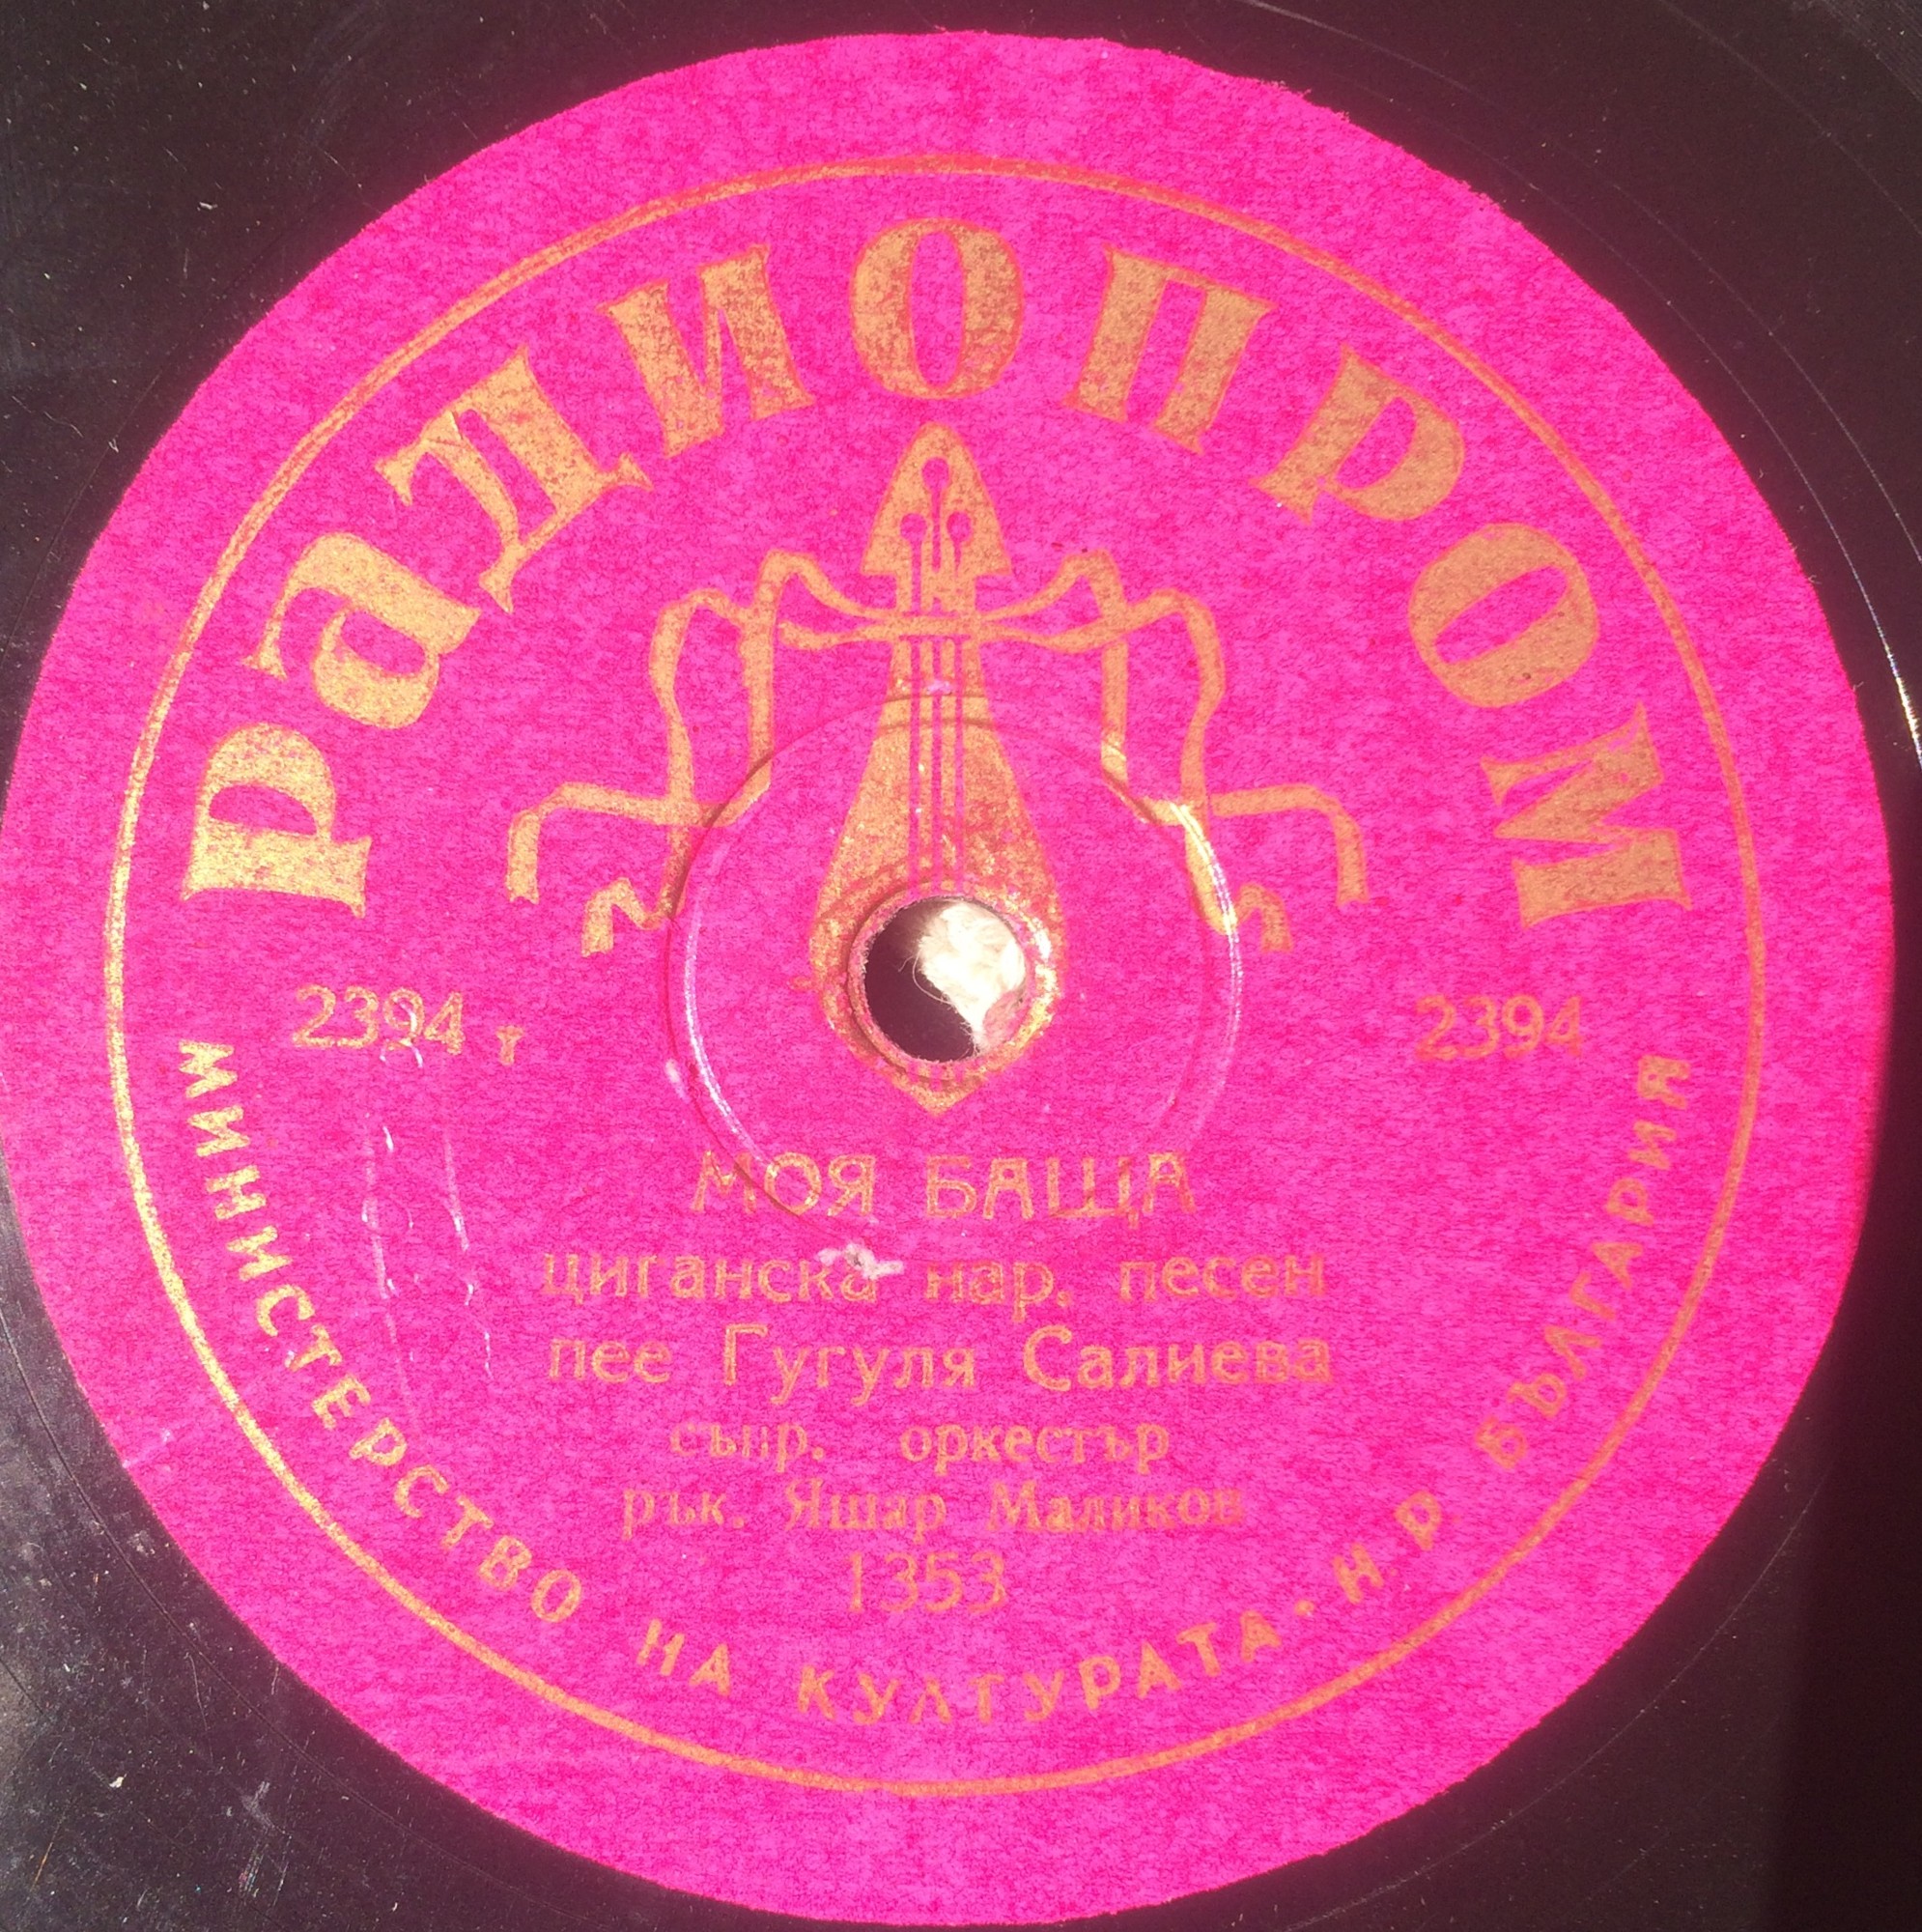 РАДИОПРОМ
2394 т
2394
МОЯ БАЩА
циганска нар. песен
пее Гугуля Салиева
съпр. оркестър
рък. Яшар Маликов
1353
МИНИСТЕРСТВО НА КУЛТУРАТА · Н. Р. БЪЛГАРИЯ